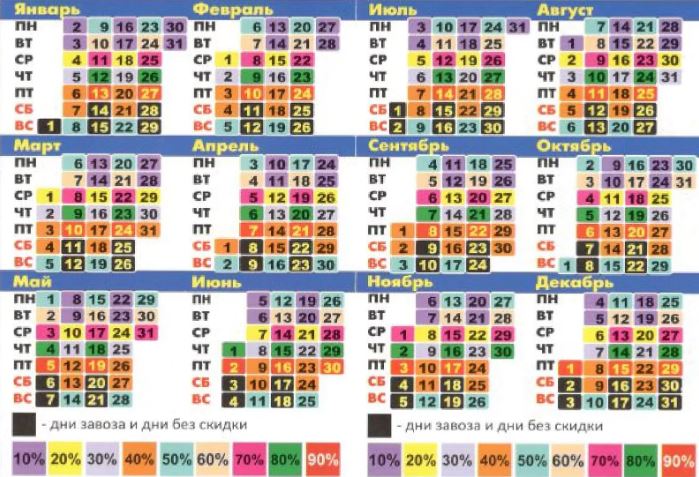 Январь
ПН 2 9 16 23 30
ВТ 3 10 17 24 31
СР 4 11 18 25
ЧТ 5 12 19 26
ПТ 6 13 20 27
СБ 7 14 21 28
ВС 1 8 15 22 29
Февраль
ПН 6 13 20 27
ВТ 7 14 21 28
СР 1 8 15 22
ЧТ 2 9 16 23
ПТ 3 10 17 24
СБ 4 11 18 25
ВС 5 12 19 26
Март
ПН 6 13 20 27
ВТ 7 14 21 28
СР 1 8 15 22 29
ЧТ 2 9 16 23 30
ПТ 3 10 17 24 31
СБ 4 11 18 25
ВС 5 12 19 26
Апрель
ПН 3 10 17 24
ВТ 4 11 18 25
СР 5 12 19 26
ЧТ 6 13 20 27
ПТ 7 14 21 28
СБ 1 8 15 22 29
ВС 2 9 16 23 30
Май
ПН 1 8 15 22 29
ВТ 2 9 16 23 30
СР 3 10 17 24 31
ЧТ 4 11 18 25
ПТ 5 12 19 26
СБ 6 13 20 27
ВС 7 14 21 28
Июнь
ПН 5 12 19 26
ВТ 6 13 20 27
СР 7 14 21 28
ЧТ 1 8 15 22 29
ПТ 2 9 16 23 30
СБ 3 10 17 24
ВС 4 11 18 25
- дни завоза и дни без скидки
10% 20% 30% 40% 50% 60% 70% 80% 90%
Июль
ПН 3 10 17 24 31
ВТ 4 11 18 25
СР 5 12 19 26
ЧТ 6 13 20 27
ПТ 7 14 21 28
СБ 1 8 15 22 29
ВС 2 9 16 23 30
Август
ПН 7 14 21 28
ВТ 1 8 15 22 29
СР 2 9 16 23 30
ЧТ 3 10 17 24 31
ПТ 4 11 18 25
СБ 5 12 19 26
ВС 6 13 20 27
Сентябрь
ПН 4 11 18 25
ВТ 5 12 19 26
СР 6 13 20 27
ЧТ 7 14 21 28
ПТ 1 8 15 22 29
СБ 2 9 16 23 30
ВС 3 10 17 24
Октябрь
ПН 2 9 16 23 30
ВТ 3 10 17 24 31
СР 4 11 18 25
ЧТ 5 12 19 26
ПТ 6 13 20 27
СБ 7 14 21 28
ВС 1 8 15 22 29
Ноябрь
ПН 6 13 20 27
ВТ 7 14 21 28
СР 1 8 15 22 29
ЧТ 2 9 16 23 30
ПТ 3 10 17 24
СБ 4 11 18 25
ВС 5 12 19 26
Декабрь
ПН 4 11 18 25
ВТ 5 12 19 26
СР 6 13 20 27
ЧТ 7 14 21 28
ПТ 1 8 15 22 29
СБ 2 9 16 23 30
ВС 3 10 17 24 31
- дни завоза и дни без скидки
10% 20% 30% 40% 50% 60% 70% 80% 90%